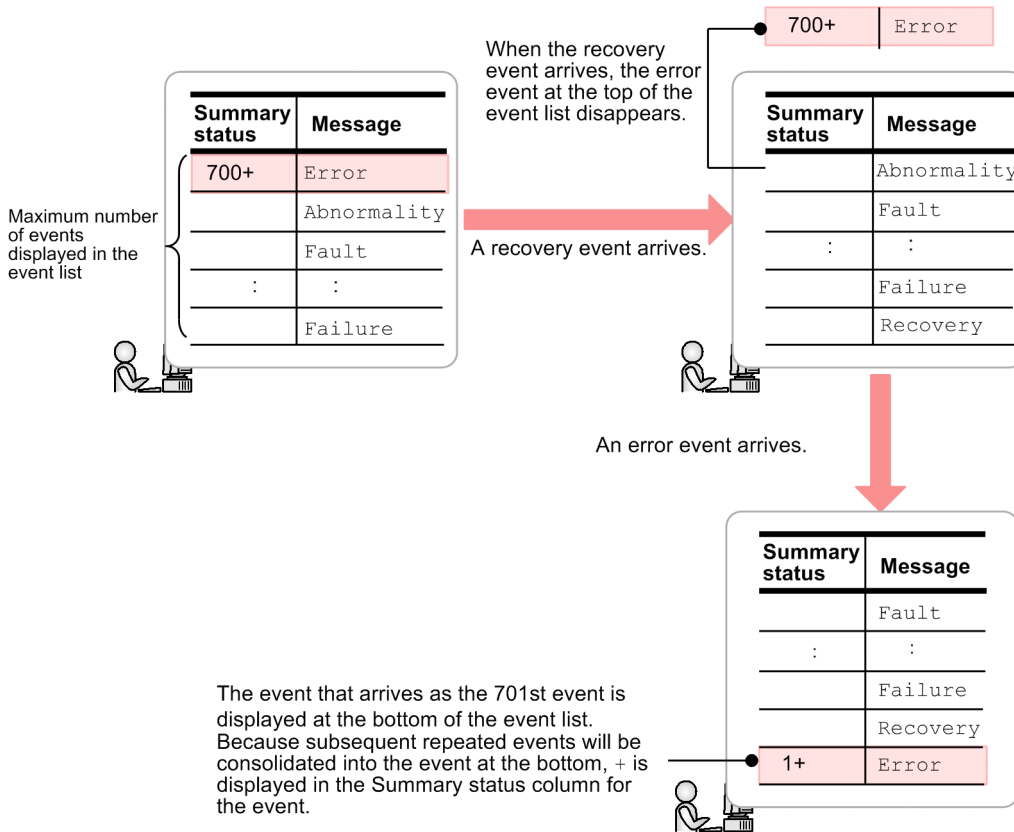 Maximum number
of events
displayed in the
event list
Summary
status
Message
700+
Error
Abnormality
Fault
:
:
Failure
A recovery event arrives.
When the recovery
event arrives, the error
event at the top of the
event list disappears.
700+
Error
Summary
status
Message
Abnormality
Fault
:
:
Failure
Recovery
An error event arrives.
Summary
status
Message
Fault
:
:
Failure
Recovery
1+
Error
The event that arrives as the 701st event is
displayed at the bottom of the event list.
Because subsequent repeated events will be
consolidated into the event at the bottom, + is
displayed in the Summary status column for
the event.